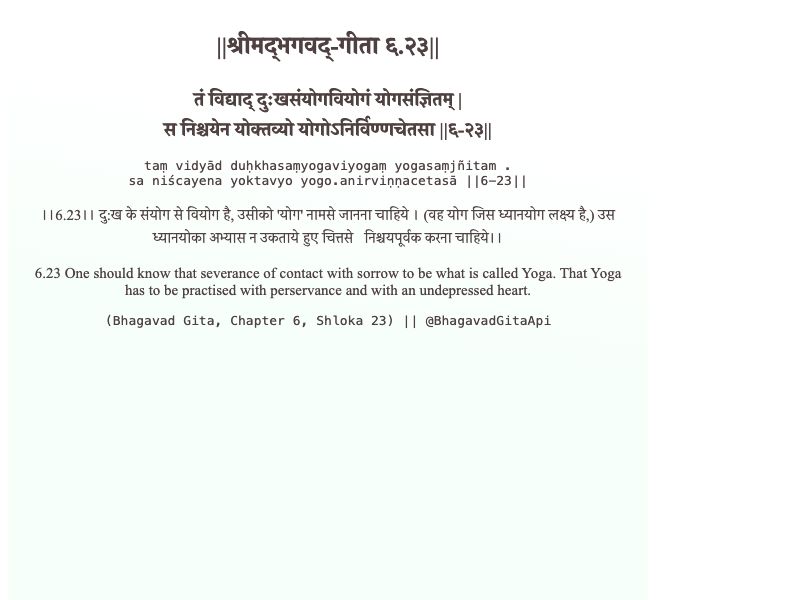 ||श्रीमद्‍भगवद्‍-गीता ६.२३||
तं विद्याद् दुःखसंयोगवियोगं योगसंज्ञितम् |
स निश्चयेन योक्तव्यो योगोऽनिर्विण्णचेतसा ||६-२३||
taṃ vidyād duḥkhasaṃyogaviyogaṃ yogasaṃjñitam .
sa niścayena yoktavyo yogo.anirviṇṇacetasā ||6-23||
।।6.23।। दु:ख के संयोग से वियोग है, उसीको 'योग' नामसे जानना चाहिये । (वह योग जिस ध्यानयोग लक्ष्य है,) उस
ध्यानयोका अभ्यास न उकताये हुए चित्तसे निश्चयपूर्वक करना चाहिये।।
6.23 One should know that severance of contact with sorrow to be what is called Yoga. That Yoga
has to be practised with perservance and with an undepressed heart.
(Bhagavad Gita, Chapter 6, Shloka 23) || @BhagavadGitaApi